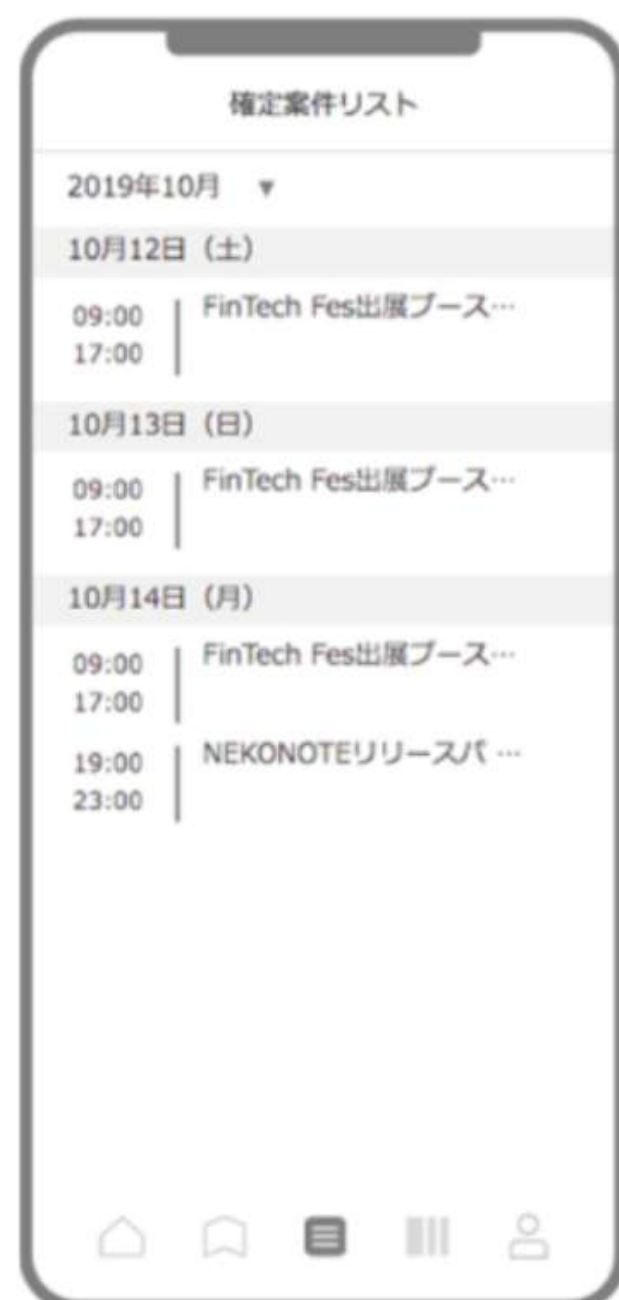 確定案件リスト
2019年10月 ▼
10月12日（土）
09:00
17:00
FinTech Fes出展ブース…
10月13日（日）
09:00
17:00
FinTech Fes出展ブース…
10月14日（月）
09:00
17:00
FinTech Fes出展ブース…
19:00
23:00
NEKONOTEリリースパ …